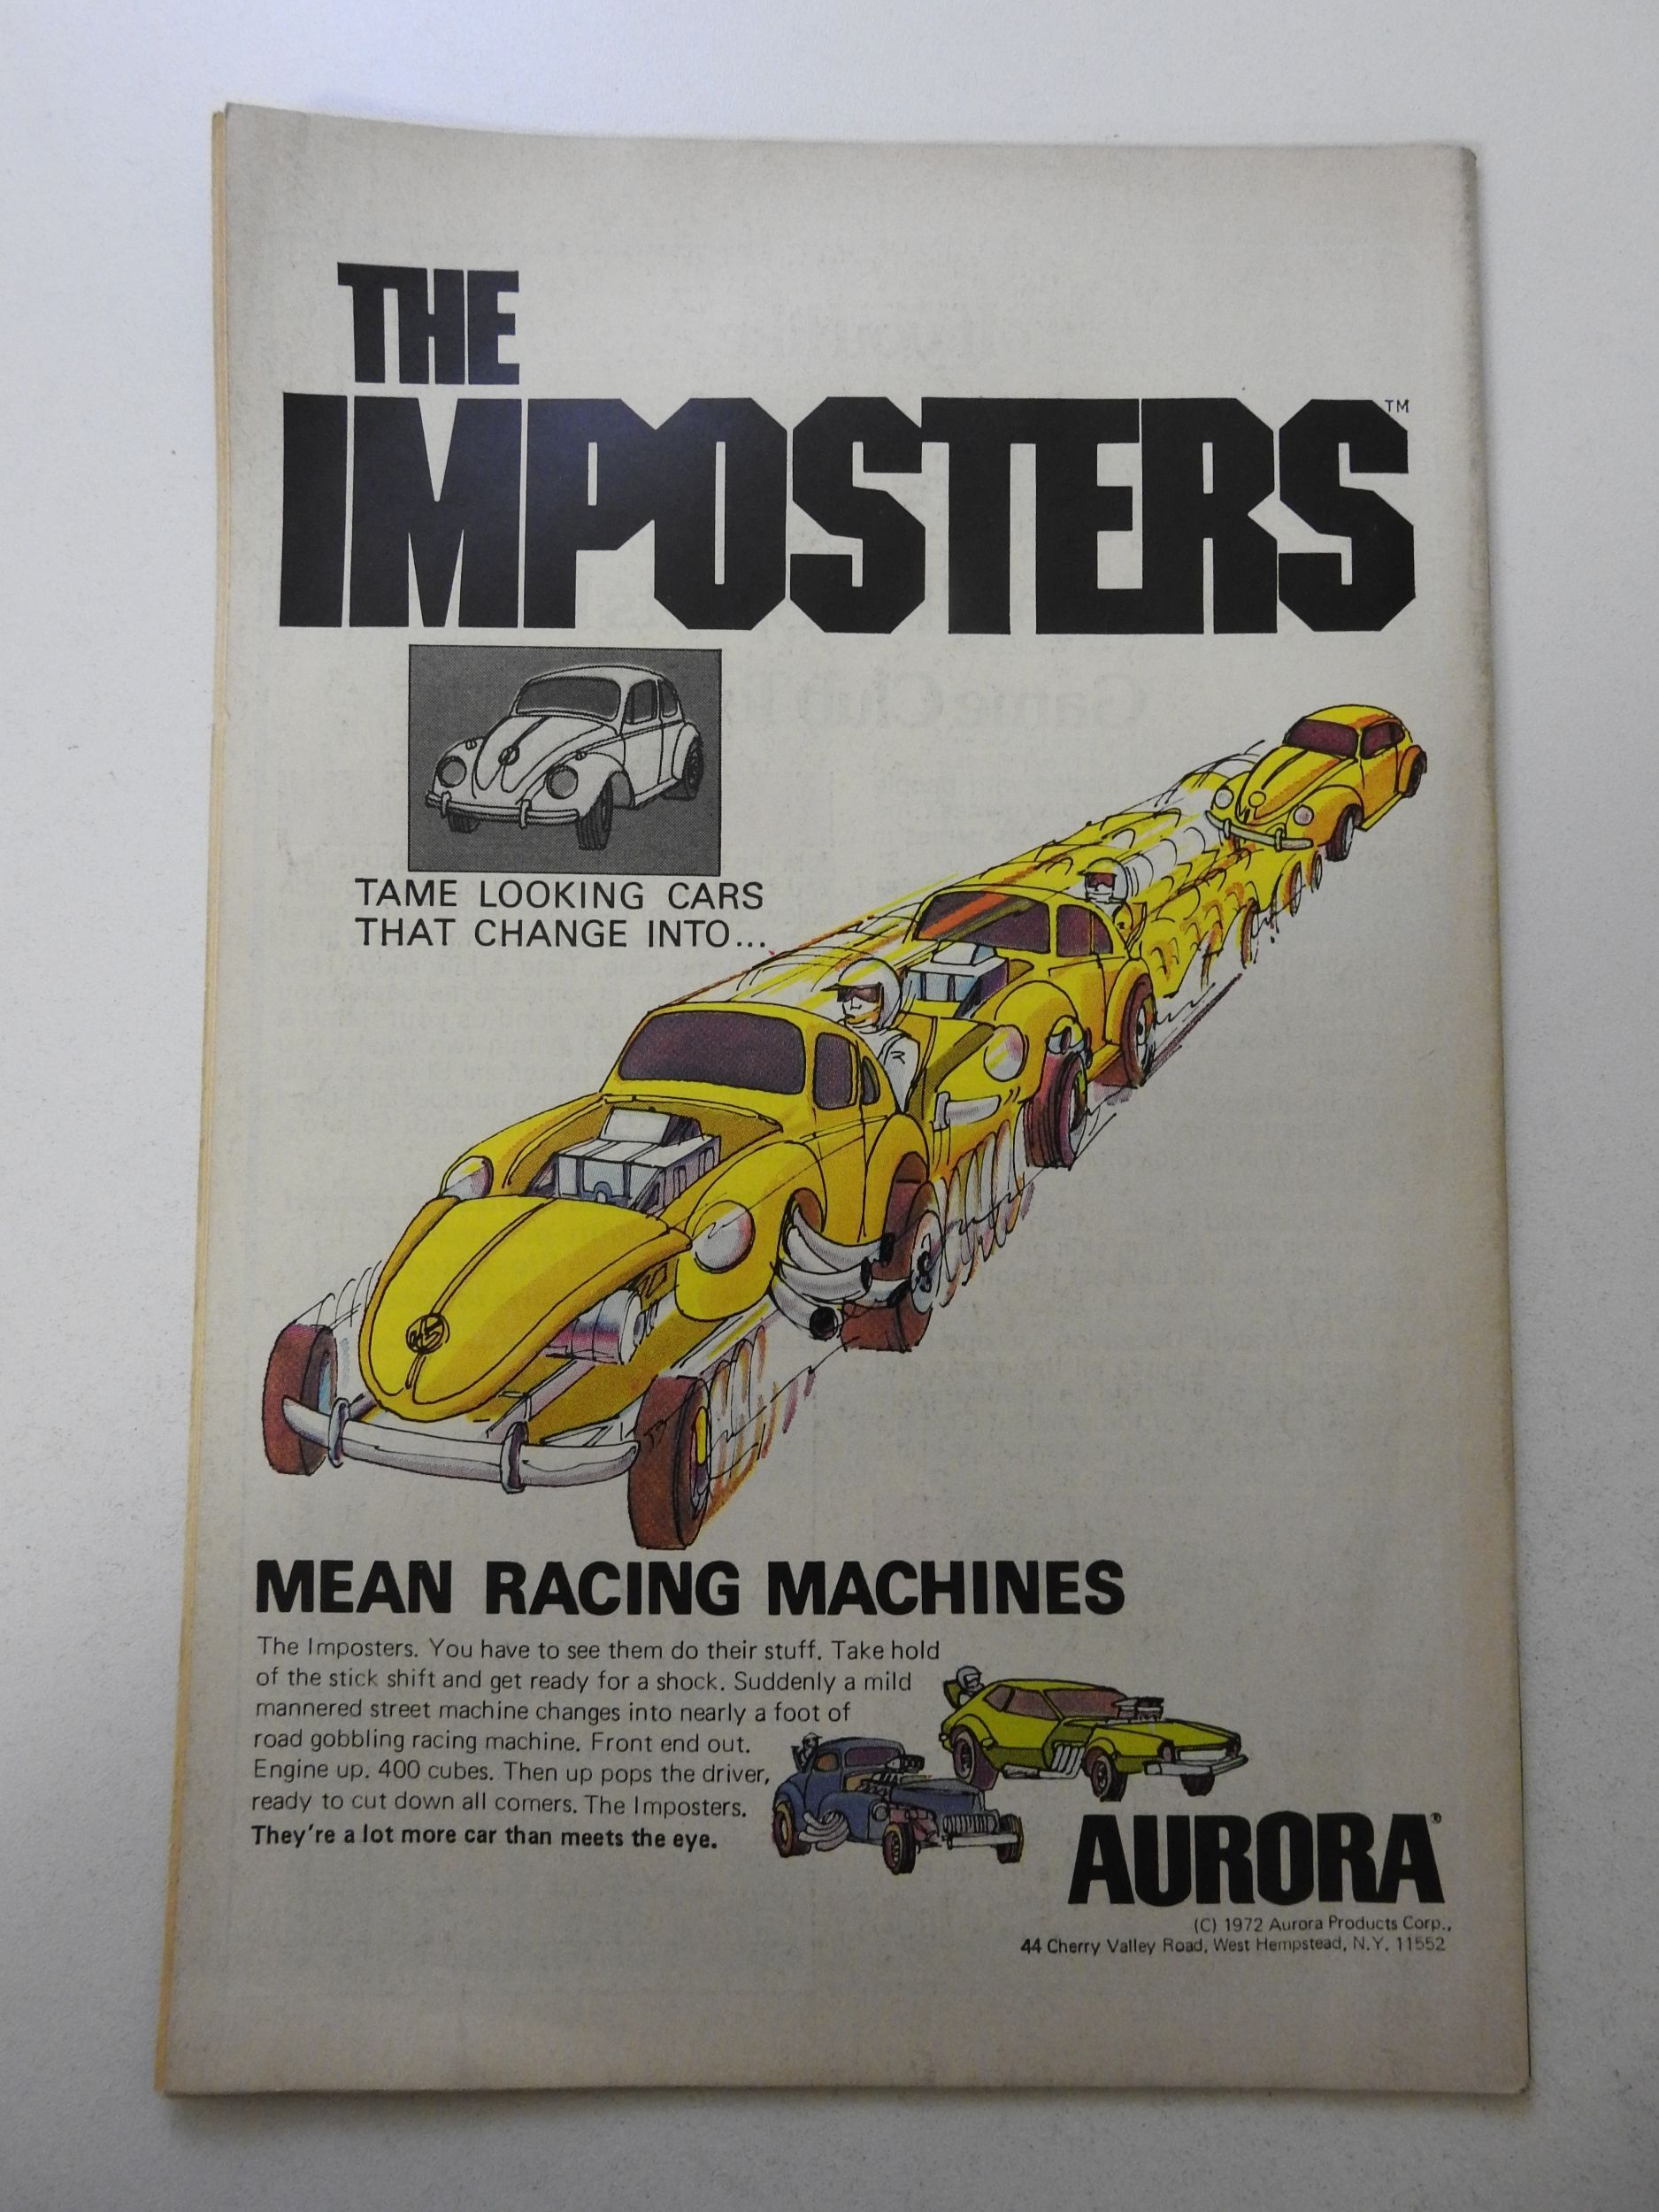 THE
IMPOSTERS™
TAME LOOKING CARS
THAT CHANGE INTO...
MEAN RACING MACHINES
The Imposters. You have to see them do their stuff. Take hold
of the stick shift and get ready for a shock. Suddenly a mild
mannered street machine changes into nearly a foot of
road gobbling racing machine. Front end out.
Engine up. 400 cubes. Then up pops the driver,
ready to cut down all comers. The Imposters.
They're a lot more car than meets the eye.
AURORA®
(C) 1972 Aurora Products Corp.,
44 Cherry Valley Road, West Hempstead, N.Y. 11552